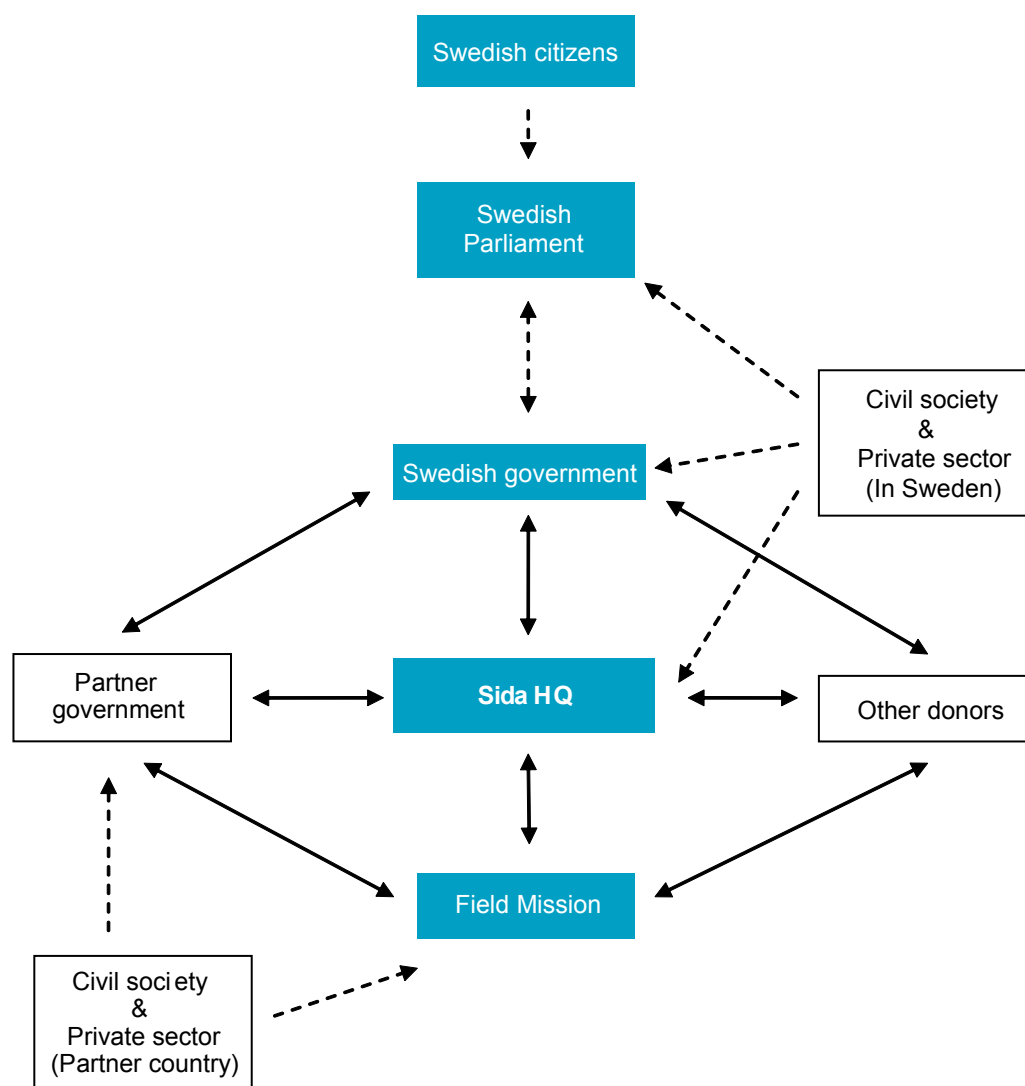 Swedish citizens
Swedish
Parliament
Civil society
&
Private sector
(In Sweden)
Swedish government
Partner
government
Sida HQ
Other donors
Field Mission
Civil society
&
Private sector
(Partner country)